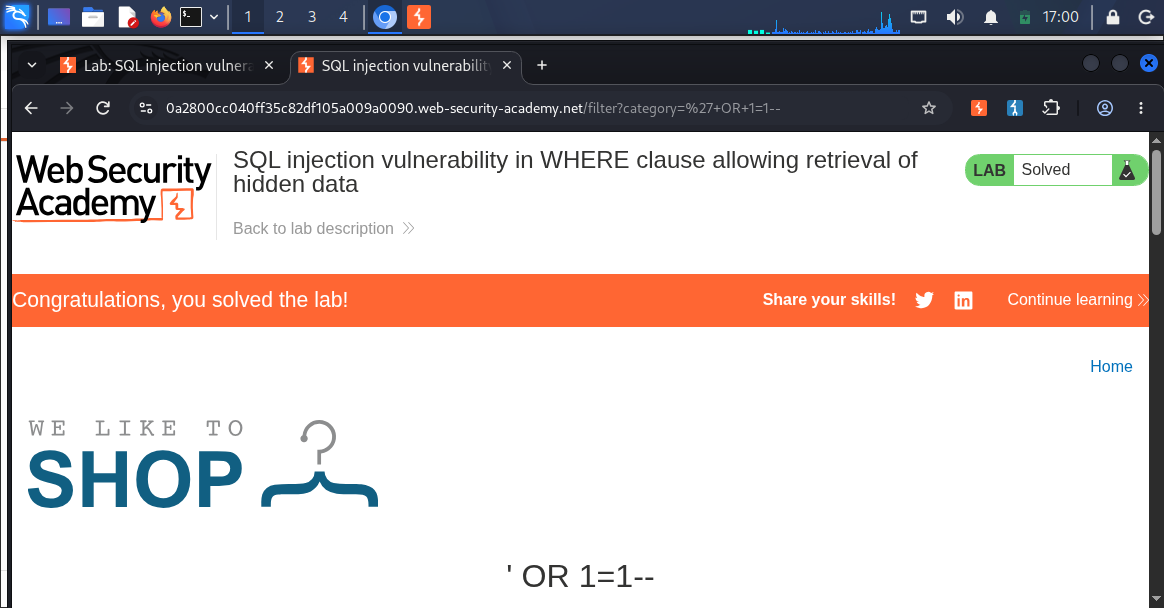 1 2 3 4
17:00
Lab: SQL injection vulnera
SQL injection vulnerability
0a2800cc040ff35c82df105a009a0090.web-security-academy.net/filter?category=%27+OR+1=1--
Web Security
Academy
SQL injection vulnerability in WHERE clause allowing retrieval of
hidden data
LAB Solved
Back to lab description
Congratulations, you solved the lab!
Share your skills!
Continue learning
Home
WE LIKE TO
SHOP
' OR 1=1--